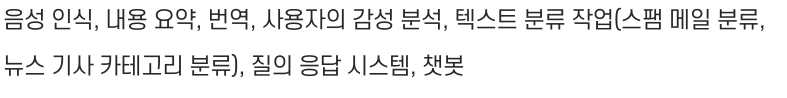 음성 인식, 내용 요약, 번역, 사용자의 감성 분석, 텍스트 분류 작업(스팸 메일 분류,
뉴스 기사 카테고리 분류), 질의 응답 시스템, 챗봇